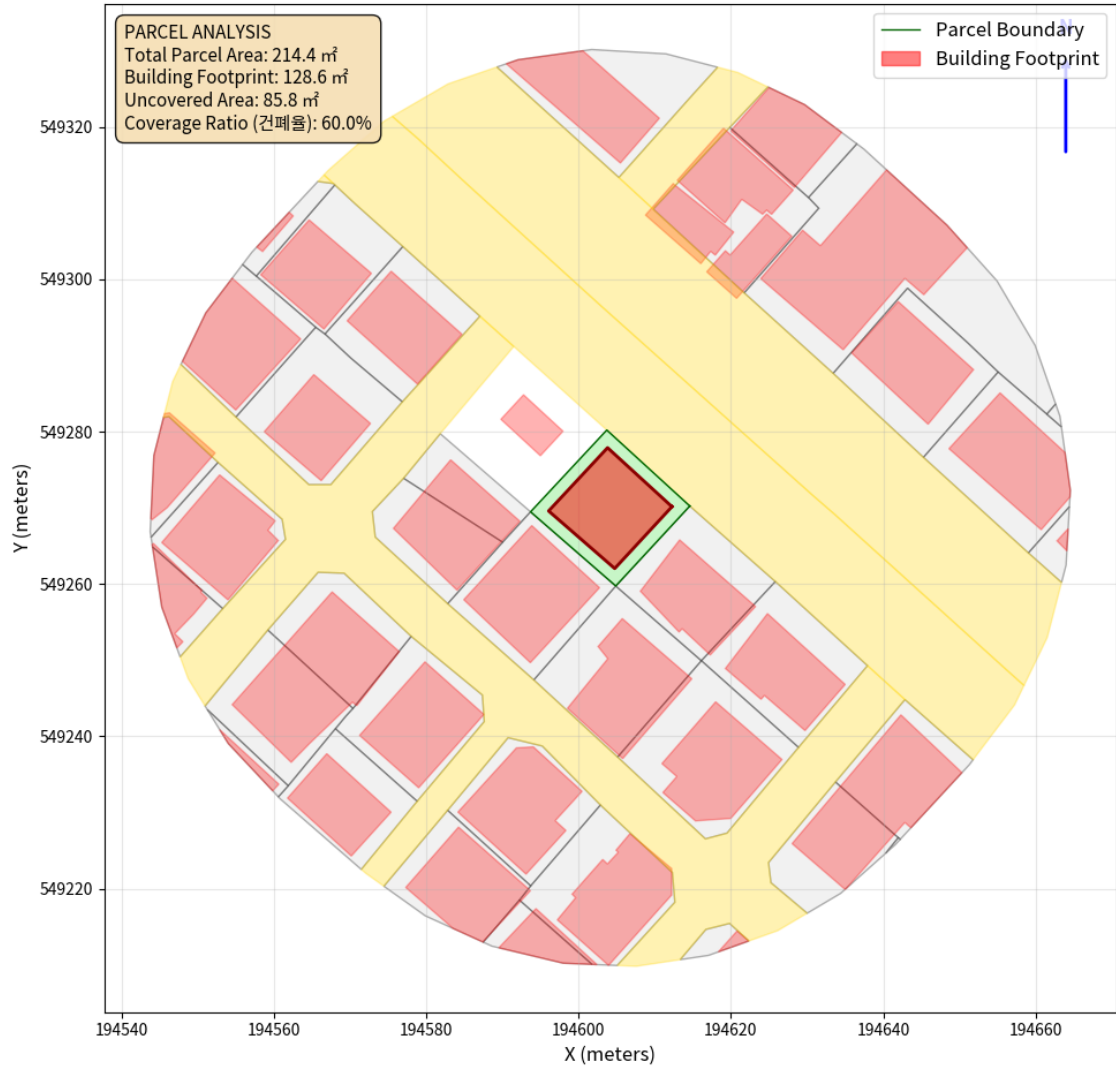 PARCEL ANALYSIS
Total Parcel Area: 214.4 ㎡
Building Footprint: 128.6 ㎡
Uncovered Area: 85.8 ㎡
Coverage Ratio (건폐율): 60.0%
Parcel Boundary
Building Footprint
N
549320
549300
549280
549260
549240
549220
Y (meters)
194540
194560
194580
194600
194620
194640
194660
X (meters)